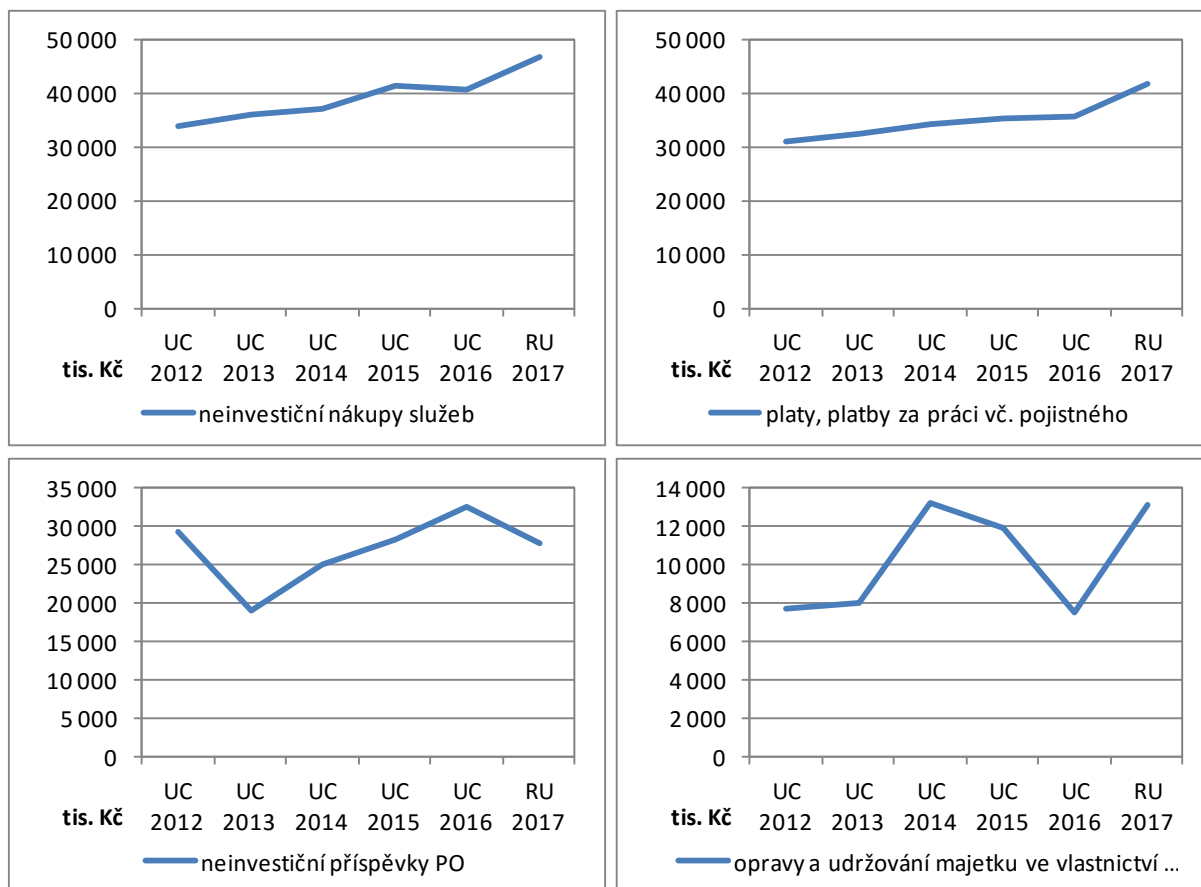 50 000
40 000
30 000
20 000
10 000
0
UC UC UC UC UC RU
tis. Kč 2012 2013 2014 2015 2016 2017
neinvestiční nákupy služeb
50 000
40 000
30 000
20 000
10 000
0
UC UC UC UC UC RU
tis. Kč 2012 2013 2014 2015 2016 2017
platy, platby za práci vč. pojistného
35 000
30 000
25 000
20 000
15 000
10 000
5 000
0
UC UC UC UC UC RU
tis. Kč 2012 2013 2014 2015 2016 2017
neinvestiční příspěvky PO
14 000
12 000
10 000
8 000
6 000
4 000
2 000
0
UC UC UC UC UC RU
tis. Kč 2012 2013 2014 2015 2016 2017
opravy a udržování majetku ve vlastnictví ...